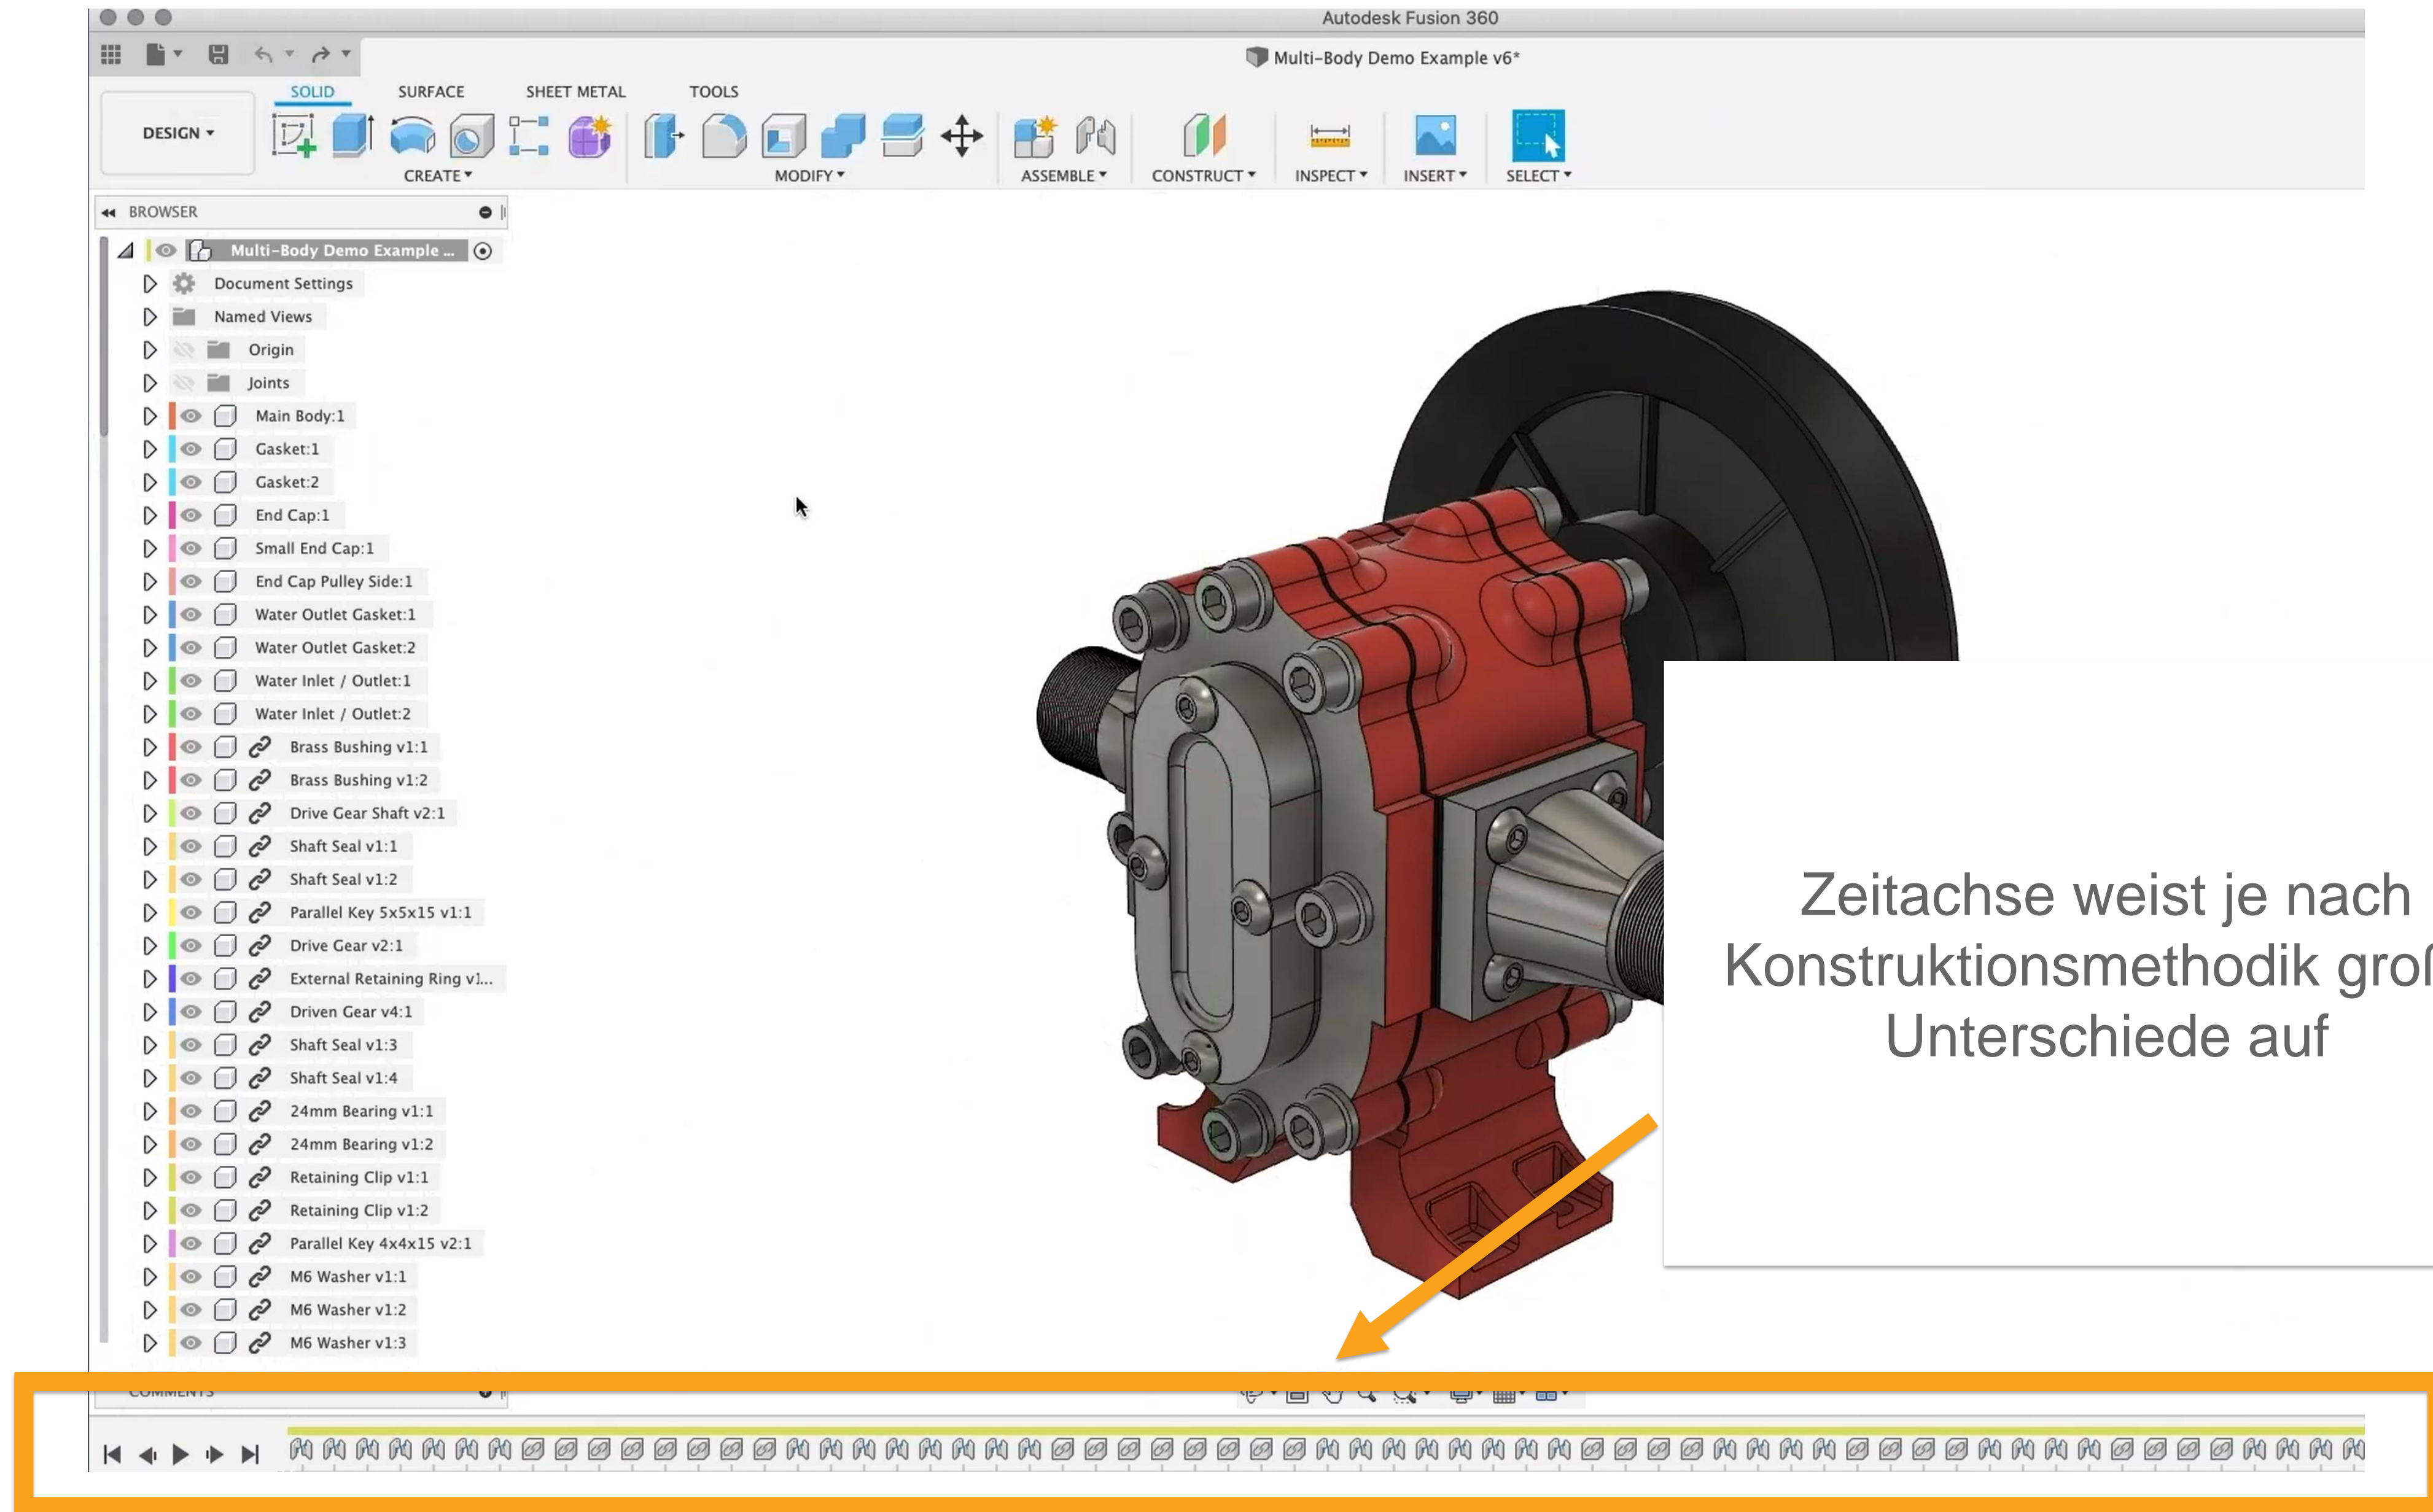 Autodesk Fusion 360
Multi-Body Demo Example v6*
SOLID SURFACE SHEET METAL TOOLS
DESIGN
CREATE MODIFY ASSEMBLE CONSTRUCT INSPECT INSERT SELECT
BROWSER
Multi-Body Demo Example ...
Document Settings
Named Views
Origin
Joints
Main Body:1
Gasket:1
Gasket:2
End Cap:1
Small End Cap:1
End Cap Pulley Side:1
Water Outlet Gasket:1
Water Outlet Gasket:2
Water Inlet / Outlet:1
Water Inlet / Outlet:2
Brass Bushing v1:1
Brass Bushing v1:2
Drive Gear Shaft v2:1
Shaft Seal v1:1
Shaft Seal v1:2
Parallel Key 5x5x15 v1:1
Drive Gear v2:1
External Retaining Ring v1...
Driven Gear v4:1
Shaft Seal v1:3
Shaft Seal v1:4
24mm Bearing v1:1
24mm Bearing v1:2
Retaining Clip v1:1
Retaining Clip v1:2
Parallel Key 4x4x15 v2:1
M6 Washer v1:1
M6 Washer v1:2
M6 Washer v1:3
COMMENTS
Zeitachse weist je nach
Konstruktionsmethodik groß
Unterschiede auf